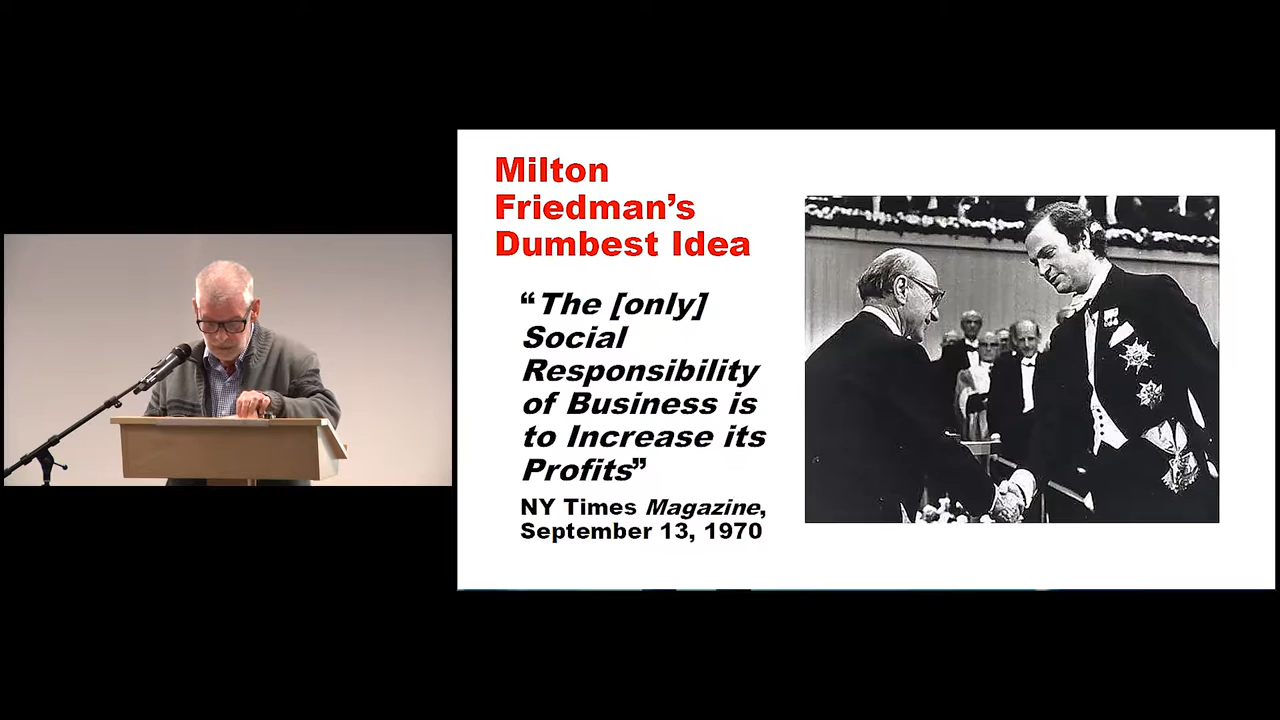 Milton
Friedman’s
Dumbest Idea
“The [only]
Social
Responsibility
of Business is
to Increase its
Profits”
NY Times Magazine,
September 13, 1970